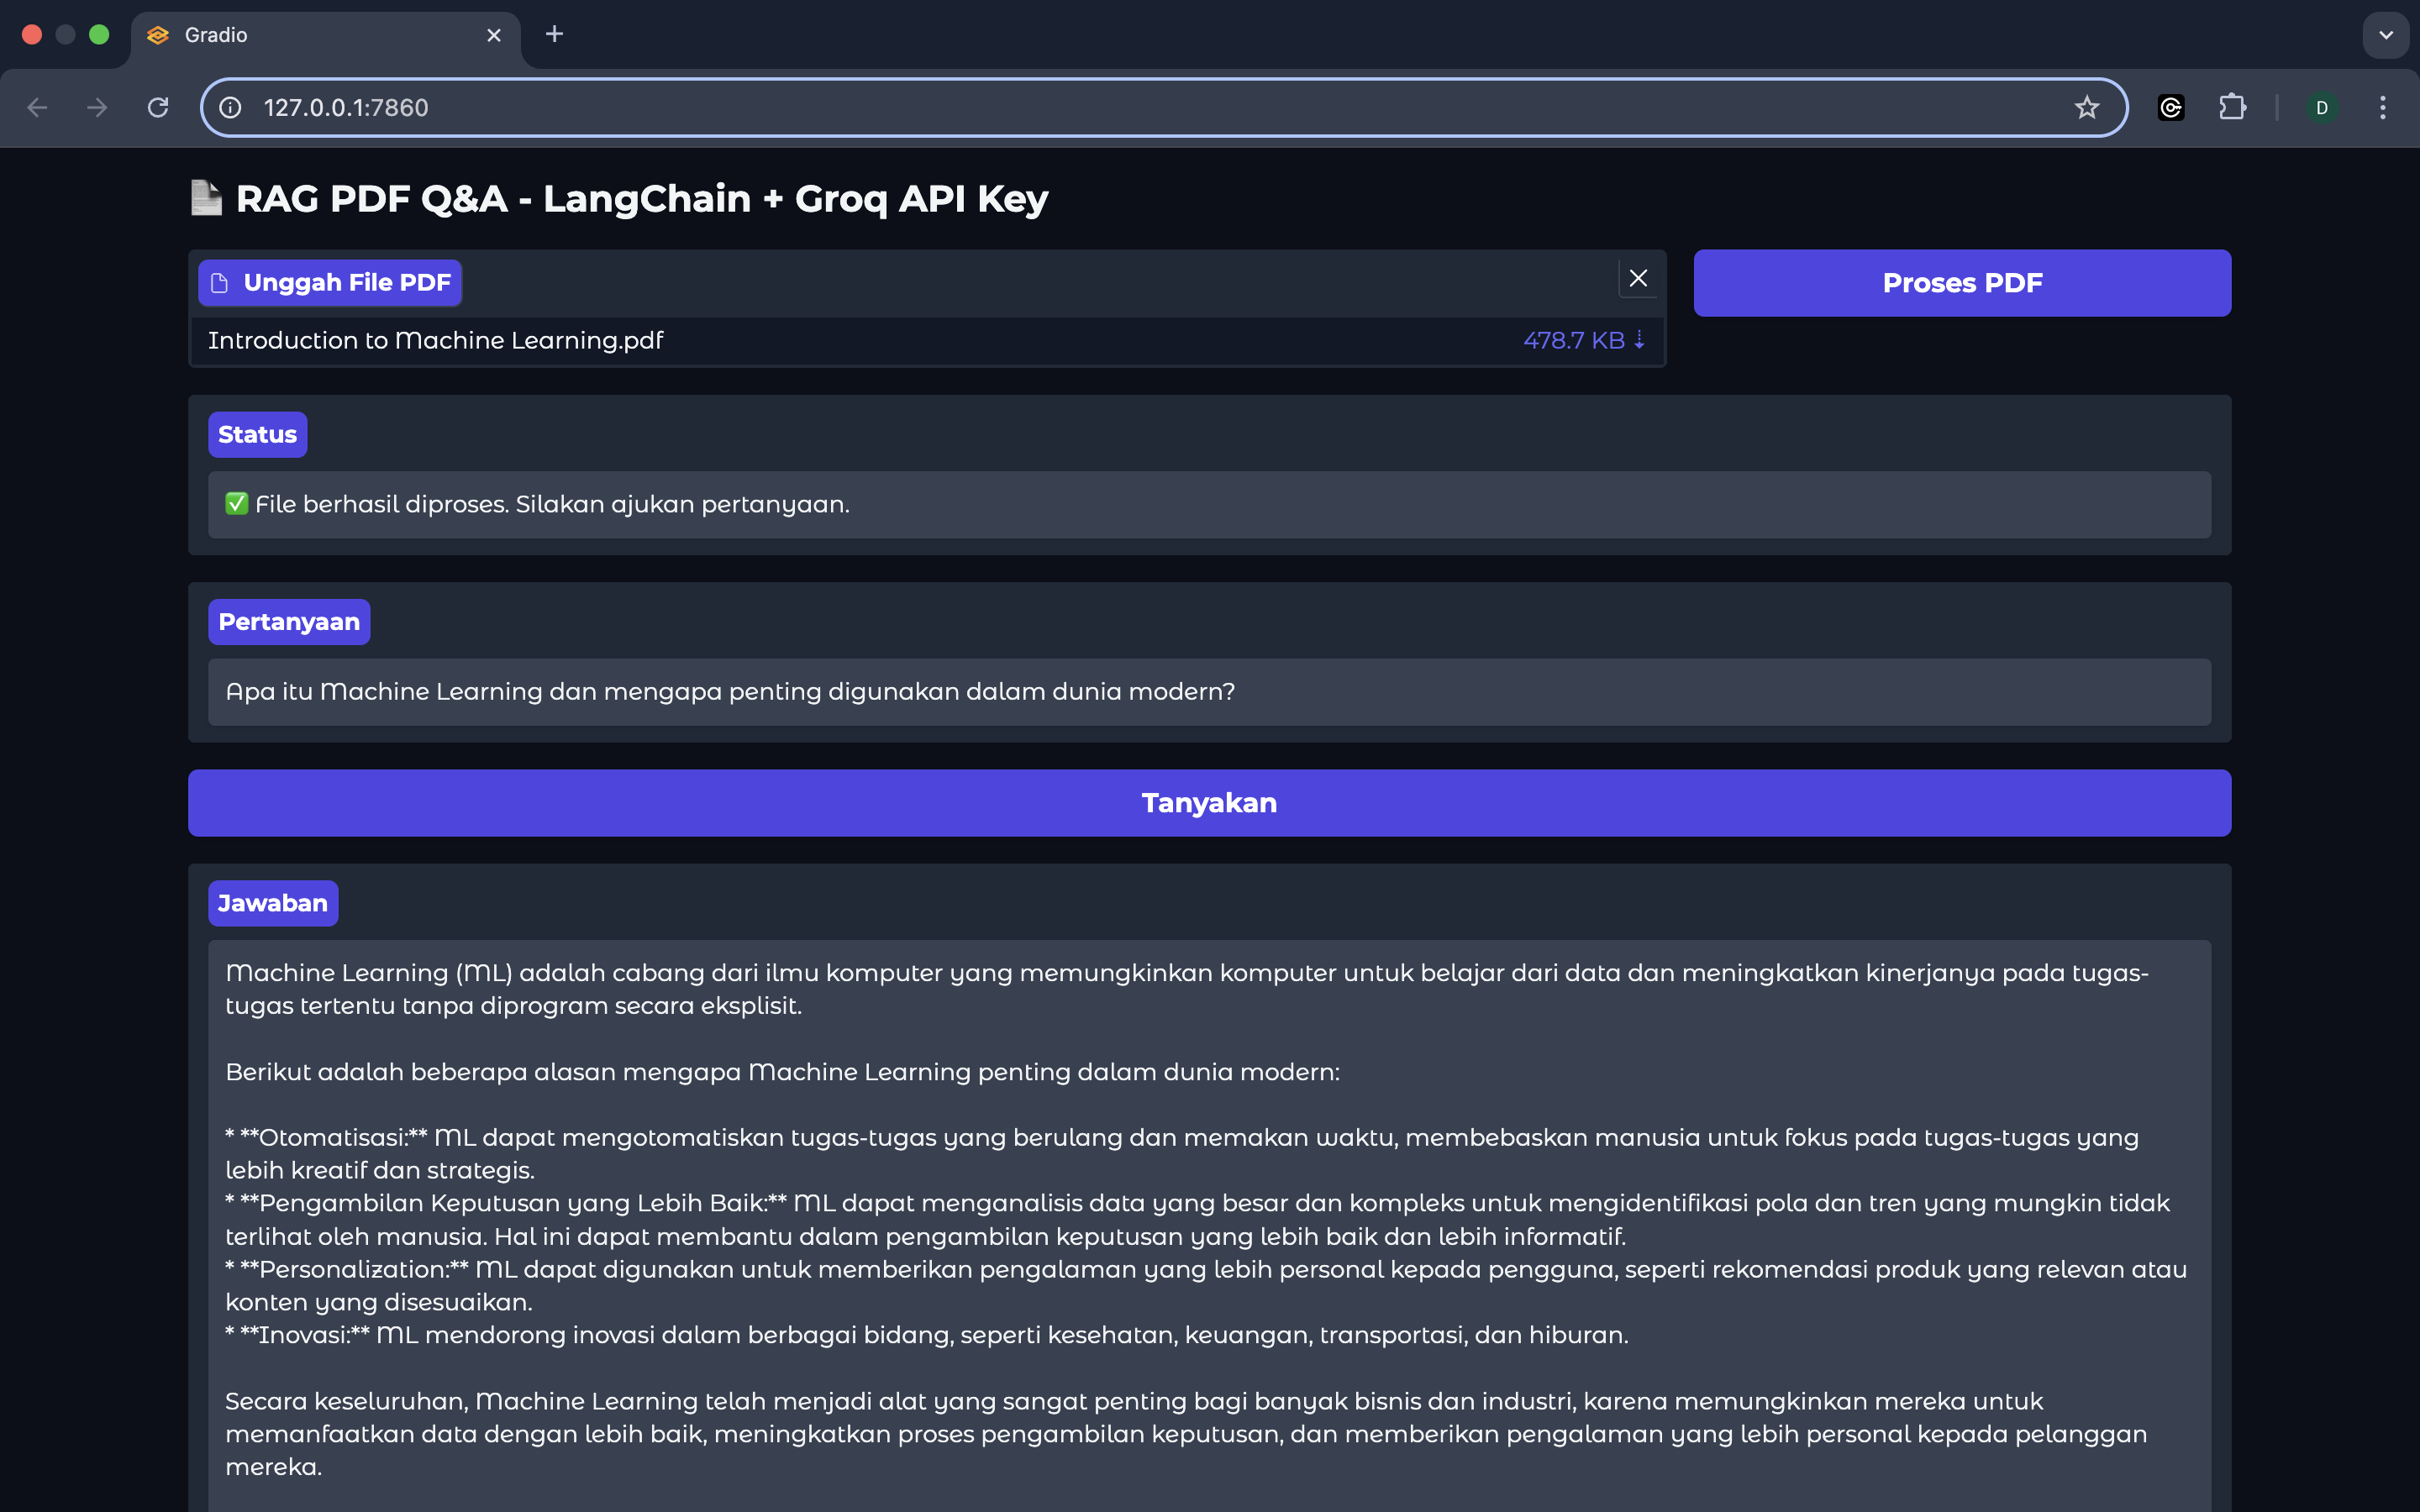 Gradio
127.0.0.1:7860
D
RAG PDF Q&A - LangChain + Groq API Key
Unggah File PDF
Proses PDF
Introduction to Machine Learning.pdf
478.7 KB ⇣
Status
✅ File berhasil diproses. Silakan ajukan pertanyaan.
Pertanyaan
Apa itu Machine Learning dan mengapa penting digunakan dalam dunia modern?
Tanyakan
Jawaban
Machine Learning (ML) adalah cabang dari ilmu komputer yang memungkinkan komputer untuk belajar dari data dan meningkatkan kinerjanya pada tugas-
tugas tertentu tanpa diprogram secara eksplisit.
Berikut adalah beberapa alasan mengapa Machine Learning penting dalam dunia modern:
* **Otomatisasi:** ML dapat mengotomatiskan tugas-tugas yang berulang dan memakan waktu, membebaskan manusia untuk fokus pada tugas-tugas yang
lebih kreatif dan strategis.
* **Pengambilan Keputusan yang Lebih Baik:** ML dapat menganalisis data yang besar dan kompleks untuk mengidentifikasi pola dan tren yang mungkin tidak
terlihat oleh manusia. Hal ini dapat membantu dalam pengambilan keputusan yang lebih baik dan lebih informatif.
* **Personalization:** ML dapat digunakan untuk memberikan pengalaman yang lebih personal kepada pengguna, seperti rekomendasi produk yang relevan atau
konten yang disesuaikan.
* **Inovasi:** ML mendorong inovasi dalam berbagai bidang, seperti kesehatan, keuangan, transportasi, dan hiburan.
Secara keseluruhan, Machine Learning telah menjadi alat yang sangat penting bagi banyak bisnis dan industri, karena memungkinkan mereka untuk
memanfaatkan data dengan lebih baik, meningkatkan proses pengambilan keputusan, dan memberikan pengalaman yang lebih personal kepada pelanggan
mereka.